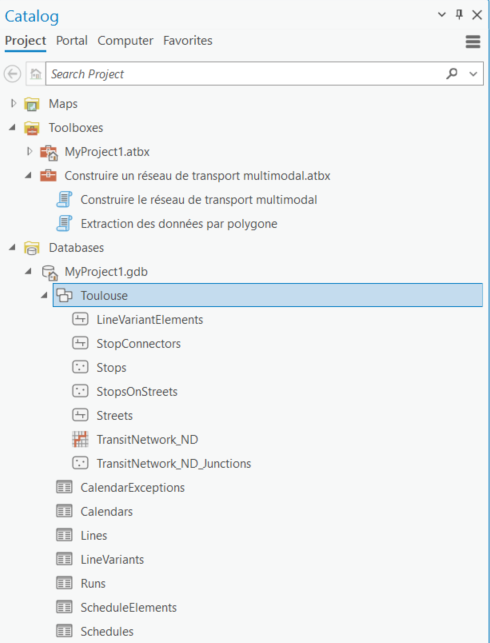 Catalog
Project Portal Computer Favorites
Search Project
Maps
Toolboxes
MyProject1.atbx
Construire un réseau de transport multimodal.atbx
Construire le réseau de transport multimodal
Extraction des données par polygone
Databases
MyProject1.gdb
Toulouse
LineVariantElements
StopConnectors
Stops
StopsOnStreets
Streets
TransitNetwork_ND
TransitNetwork_ND_Junctions
CalendarExceptions
Calendars
Lines
LineVariants
Runs
ScheduleElements
Schedules